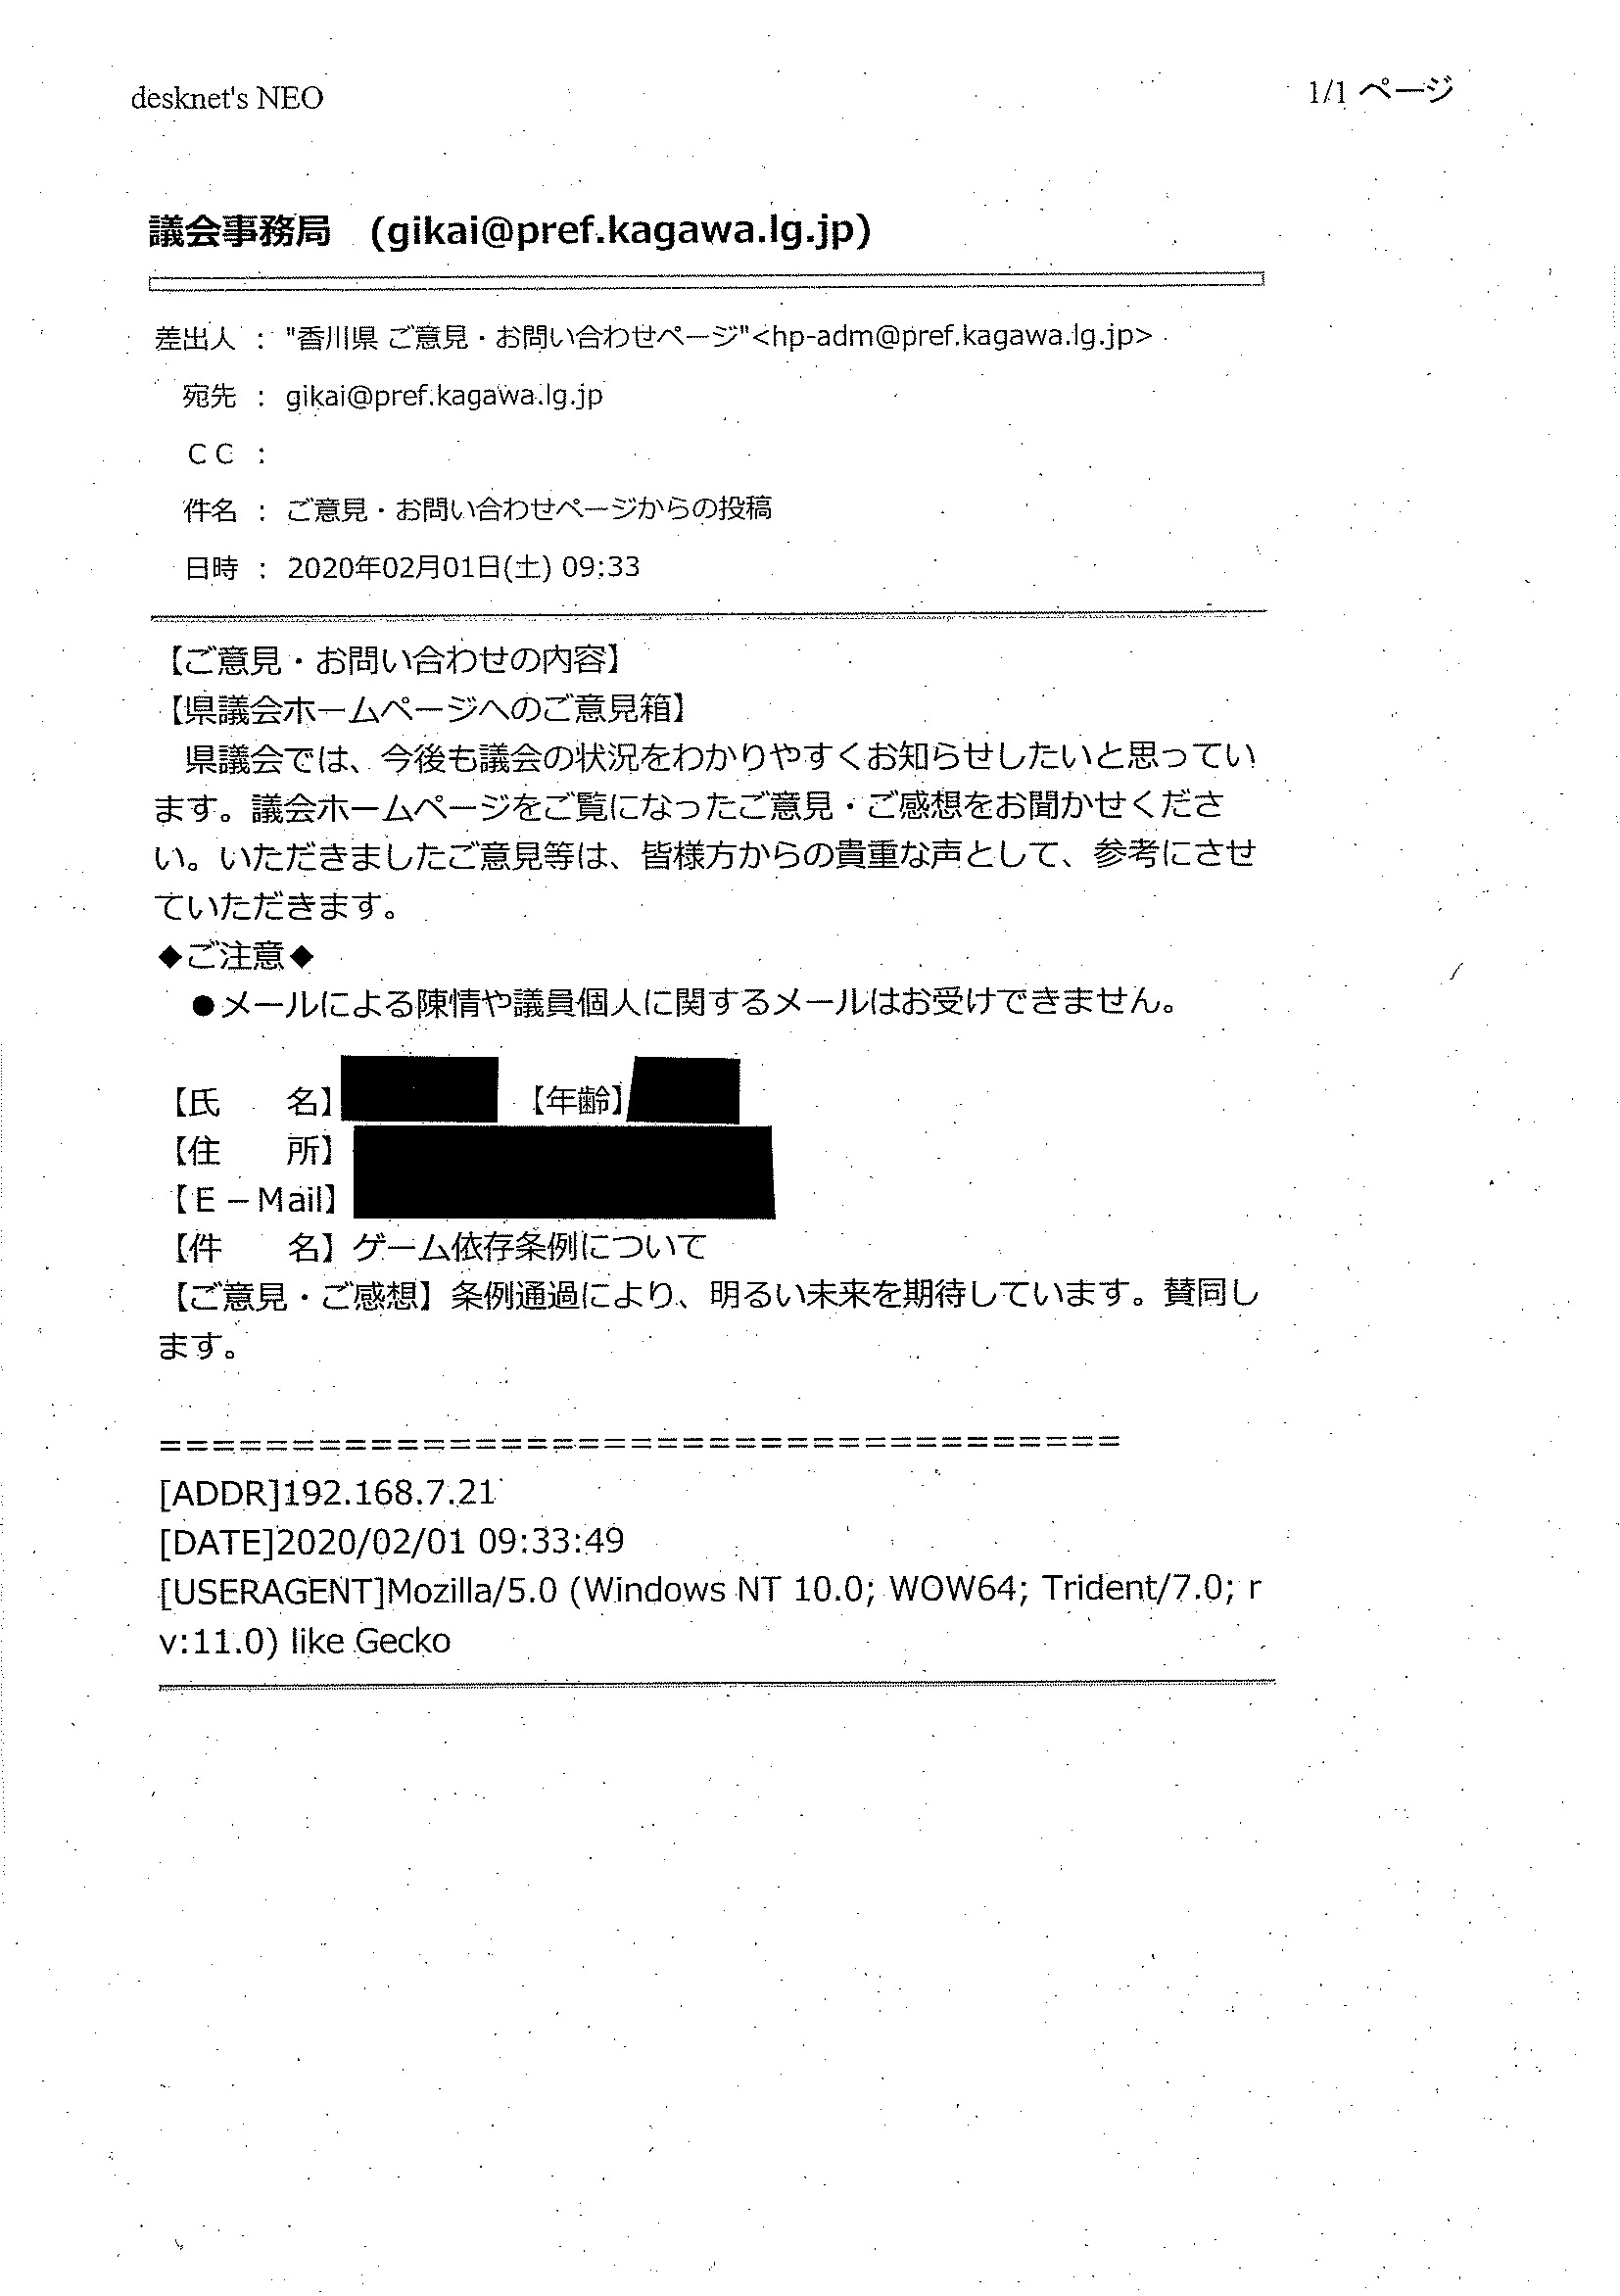 desknet's NEO
1/1 ページ
議会事務局　(gikai@pref.kagawa.lg.jp)
差出人 ： "香川県 ご意見・お問い合わせページ"<hp-adm@pref.kagawa.lg.jp>
宛先 ： gikai@pref.kagawa.lg.jp
ＣＣ ：
件名 ： ご意見・お問い合わせページからの投稿
日時 ： 2020年02月01日(土) 09:33
【ご意見・お問い合わせの内容】
【県議会ホームページへのご意見箱】
　県議会では、今後も議会の状況をわかりやすくお知らせしたいと思ってい
ます。議会ホームページをご覧になったご意見・ご感想をお聞かせくださ
い。いただきましたご意見等は、皆様方からの貴重な声として、参考にさせ
ていただきます。
◆ご注意◆
　●メールによる陳情や議員個人に関するメールはお受けできません。
【氏　　名】　【年齢】
【住　　所】
【Ｅ－Mail】
【件　　名】ゲーム依存条例について
【ご意見・ご感想】条例通過により、明るい未来を期待しています。賛同し
ます。
=====================================
[ADDR]192.168.7.21
[DATE]2020/02/01 09:33:49
[USERAGENT]Mozilla/5.0 (Windows NT 10.0; WOW64; Trident/7.0; r
v:11.0) like Gecko